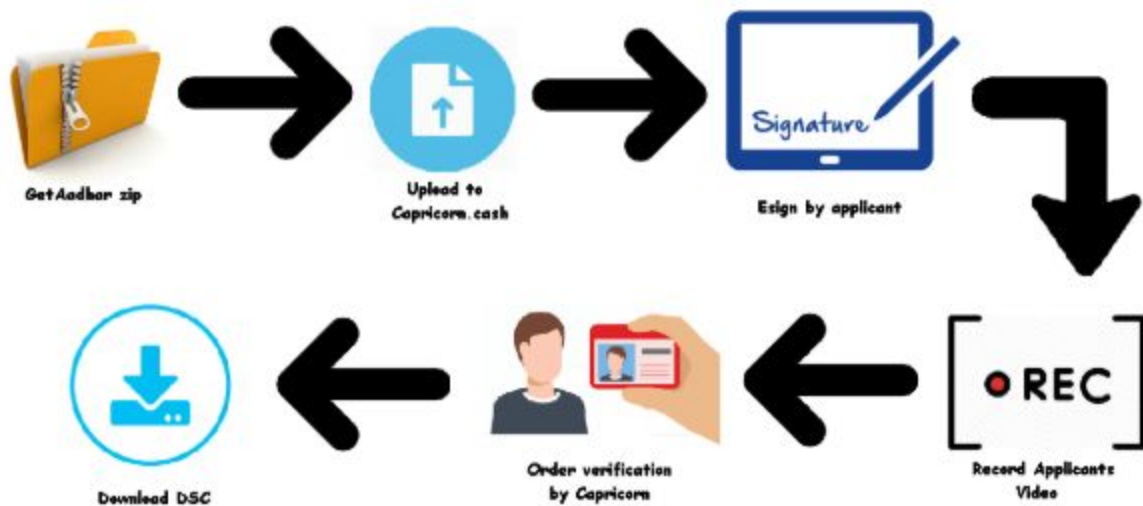 GetAadhar zip
Upload to
Capricorn.cash
Signature
Esign by applicant
REC
Record Applicants
Video
Order verification
by Capricorn
Download DSC